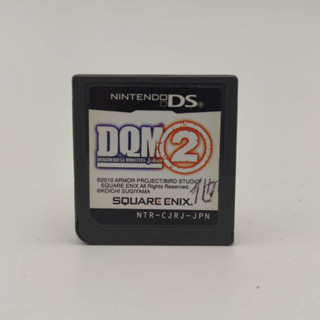 NINTENDO DS
DQM 2
DRAGON QUEST MONSTERS Joker
©2010 ARMOR PROJECT/BIRD STUDIO/
SQUARE ENIX All Rights Reserved.
©KOICHI SUGIYAMA
SQUARE ENIX.
NTR-CJRJ-JPN